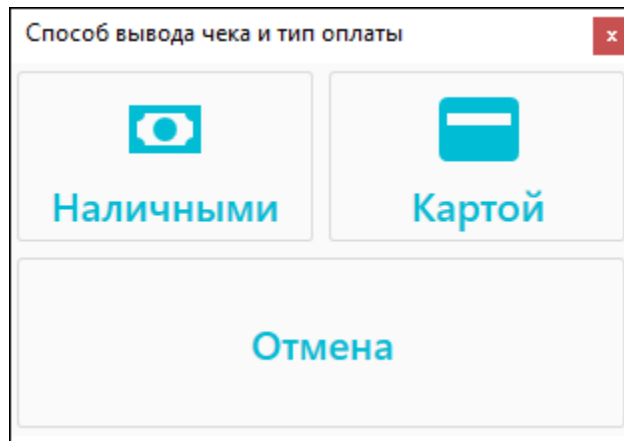 Способ вывода чека и тип оплаты
x
Наличными
Картой
Отмена